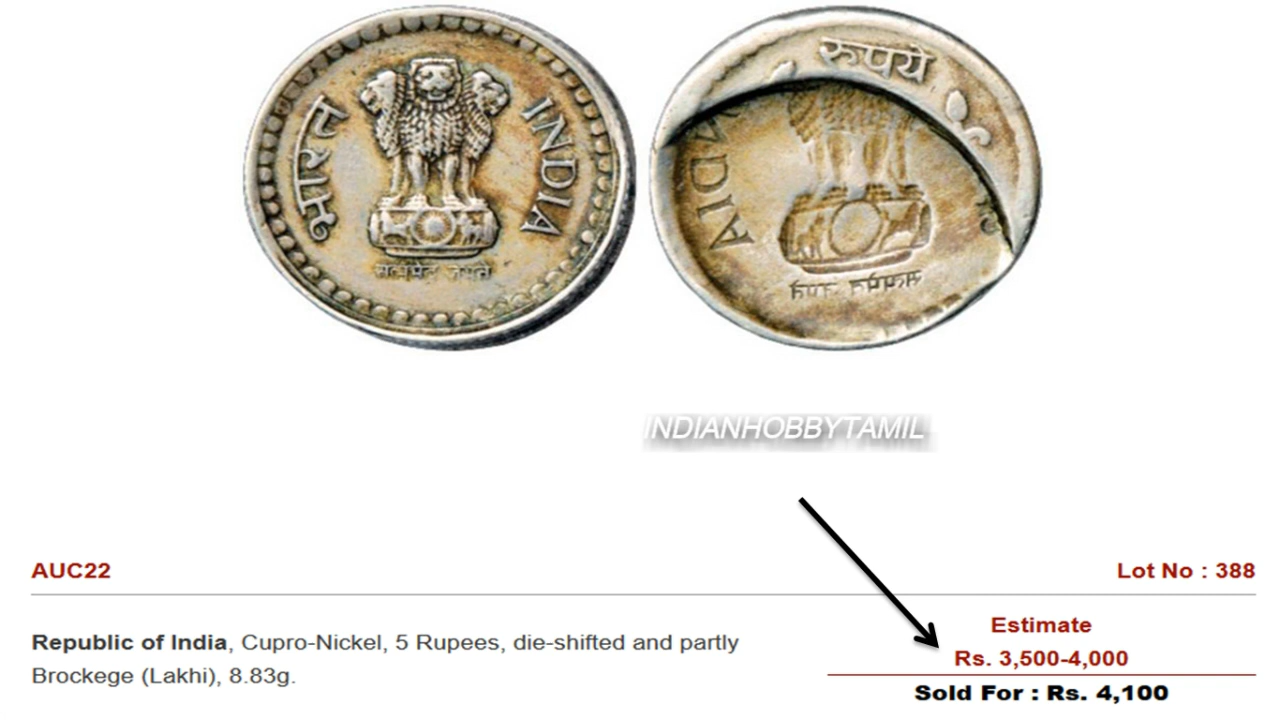 भारत
INDIA
सत्यमेव जयते
रुपये
INDIA
INDIANHOBBYTAMIL
AUC22
Lot No : 388
Republic of India, Cupro-Nickel, 5 Rupees, die-shifted and partly
Brockege (Lakhi), 8.83g.
Estimate
Rs. 3,500-4,000
Sold For : Rs. 4,100